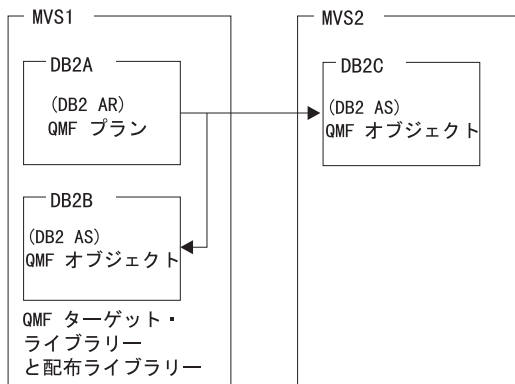 MVS1
DB2A
(DB2 AR)
QMF プラン
DB2B
(DB2 AS)
QMF オブジェクト
QMF ターゲット・
ライブラリー
と配布ライブラリー
MVS2
DB2C
(DB2 AS)
QMF オブジェクト